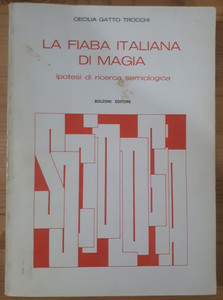 CECILIA GATTO TROCCHI
LA FIABA ITALIANA
DI MAGIA
Ipotesi di ricerca semiologica
BULZONI EDITORE